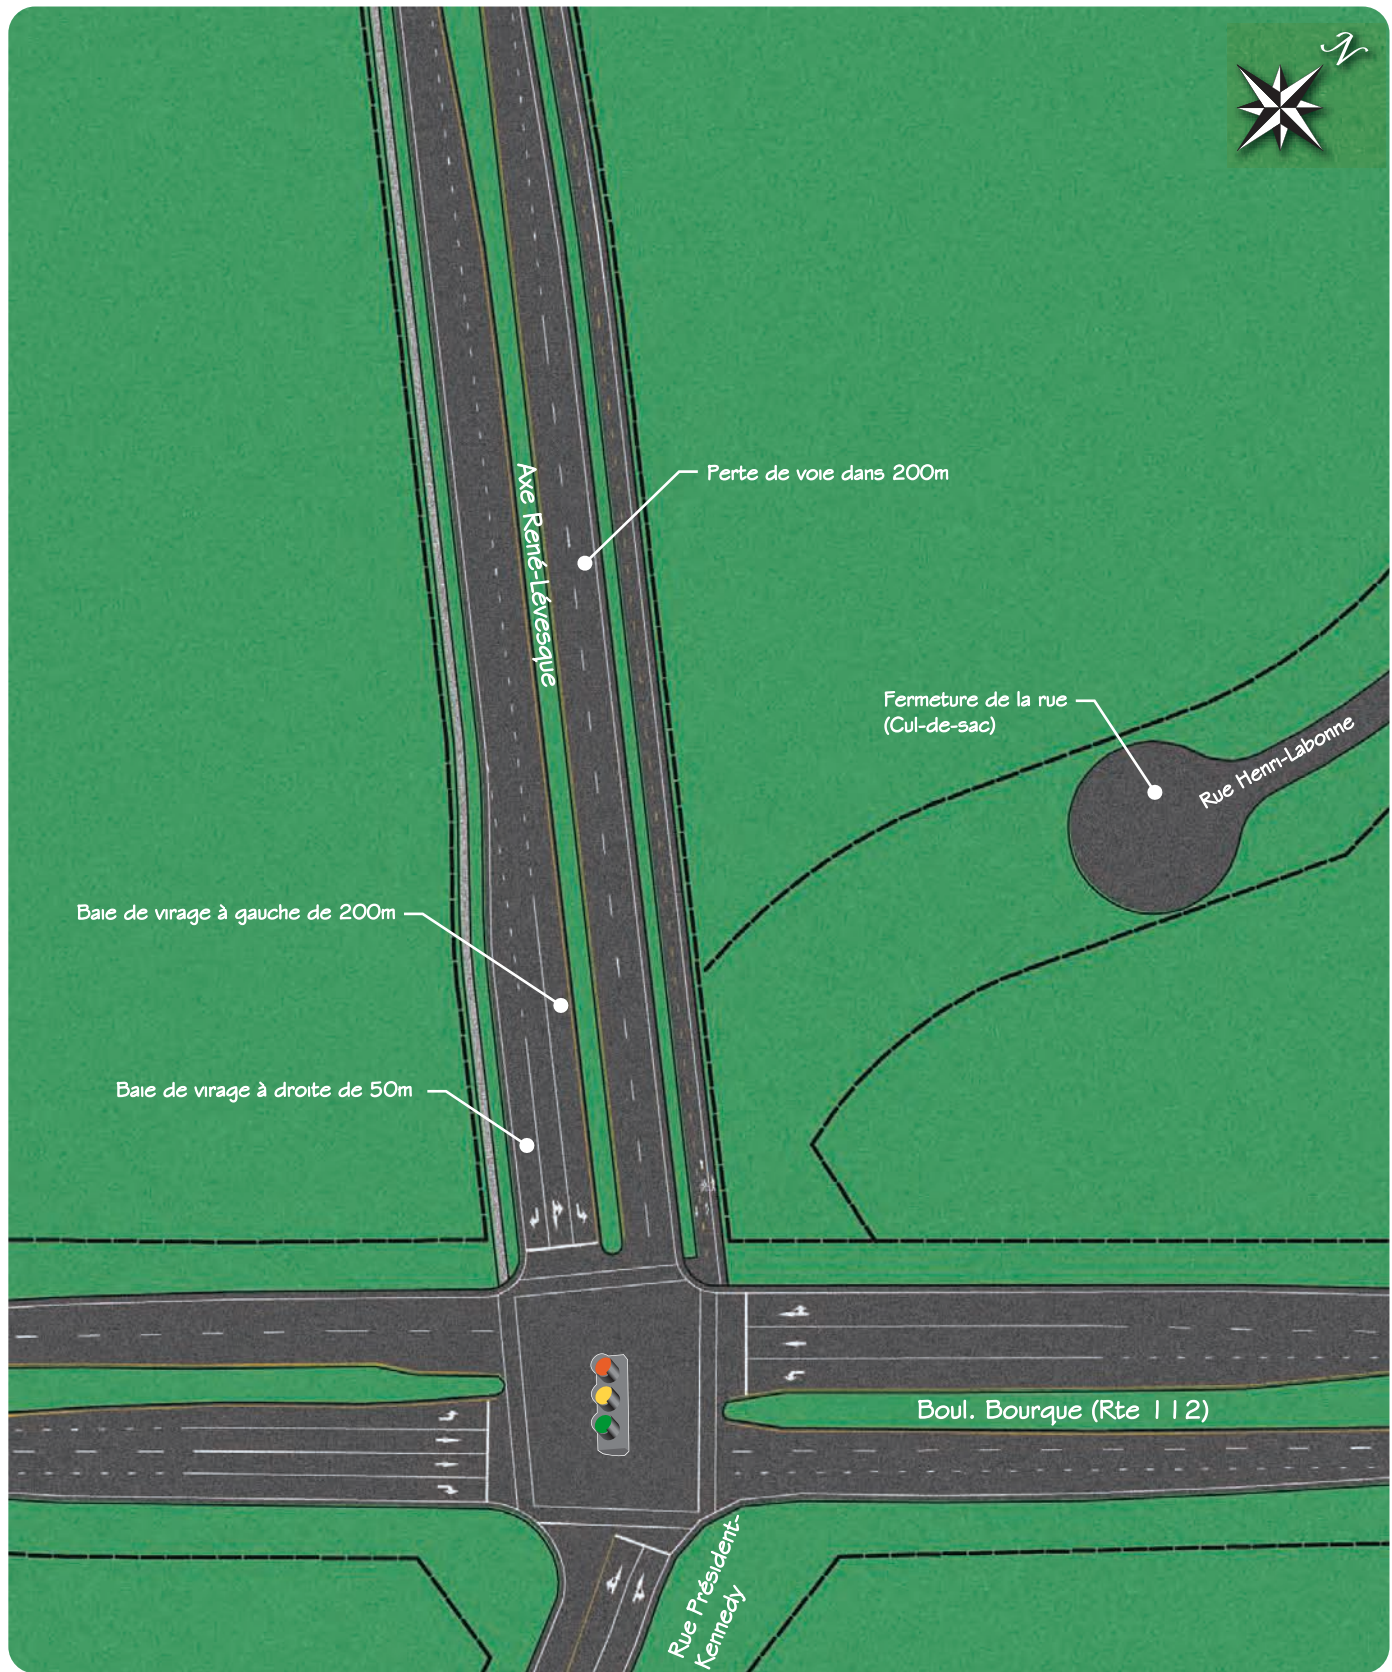 N
Perte de voie dans 200m
Axe René-Lévesque
Fermeture de la rue
(Cul-de-sac)
Rue Henri-Labonne
Baie de virage à gauche de 200m
Baie de virage à droite de 50m
Boul. Bourque (Rte 112)
Rue Président-
Kennedy